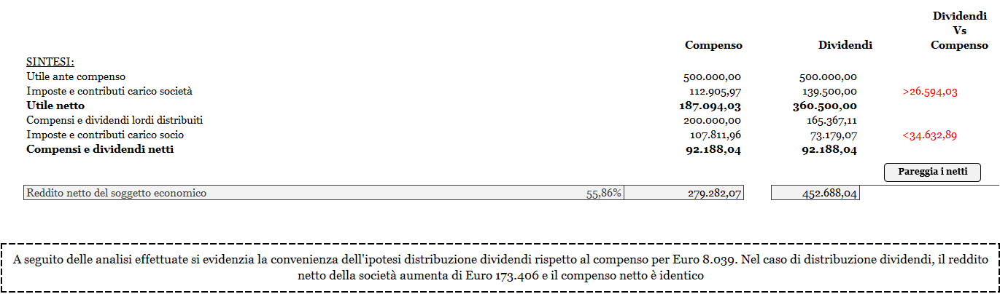 Dividendi
Vs
Compenso Dividendi Compenso
SINTESI:
Utile ante compenso 500.000,00 500.000,00
Imposte e contributi carico società 112.905,97 139.500,00 >26.594,03
Utile netto 187.094,03 360.500,00
Compensi e dividendi lordi distribuiti 200.000,00 165.367,11
Imposte e contributi carico socio 107.811,96 73.179,07 <34.632,89
Compensi e dividendi netti 92.188,04 92.188,04
Pareggia i netti
Reddito netto del soggetto economico 55,86% 279.282,07 452.688,04
A seguito delle analisi effettuate si evidenzia la convenienza dell'ipotesi distribuzione dividendi rispetto al compenso per Euro 8.039. Nel caso di distribuzione dividendi, il reddito
netto della società aumenta di Euro 173.406 e il compenso netto è identico